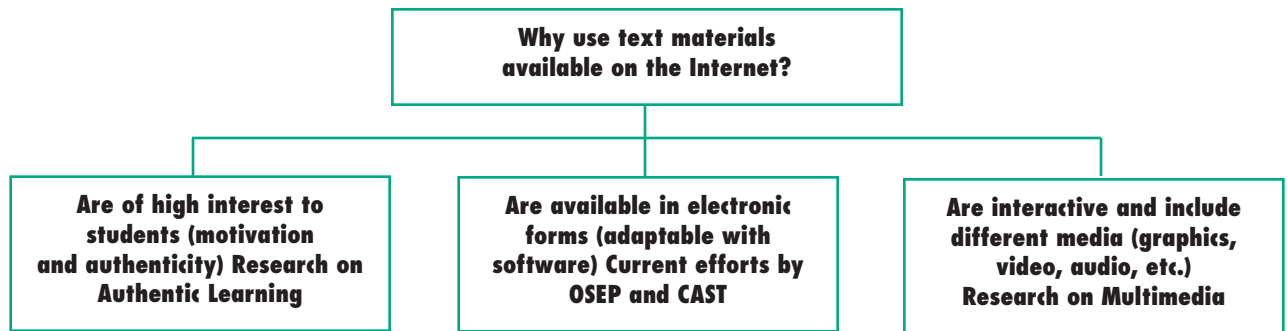 Why use text materials
available on the Internet?
Are of high interest to
students (motivation
and authenticity) Research on
Authentic Learning
Are available in electronic
forms (adaptable with
software) Current efforts by
OSEP and CAST
Are interactive and include
different media (graphics,
video, audio, etc.)
Research on Multimedia